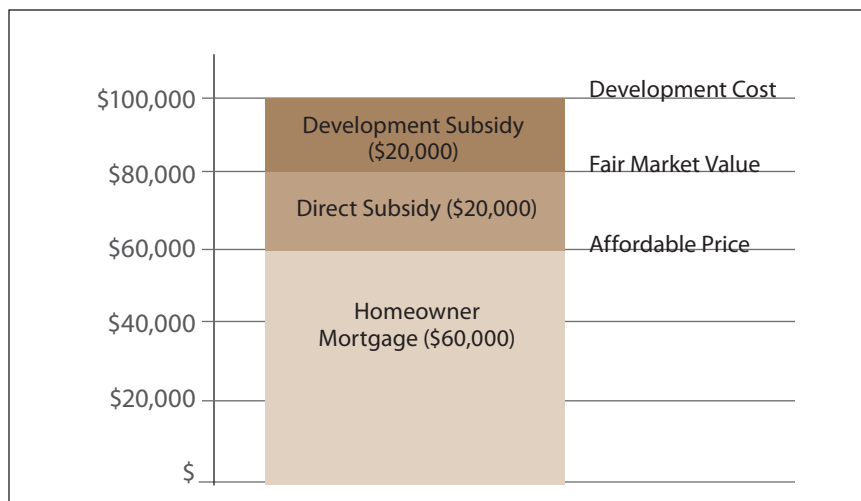 $100,000
Development Cost
Development Subsidy
($20,000)
$80,000
Fair Market Value
Direct Subsidy ($20,000)
$60,000
Affordable Price
Homeowner
Mortgage ($60,000)
$40,000
$20,000
$